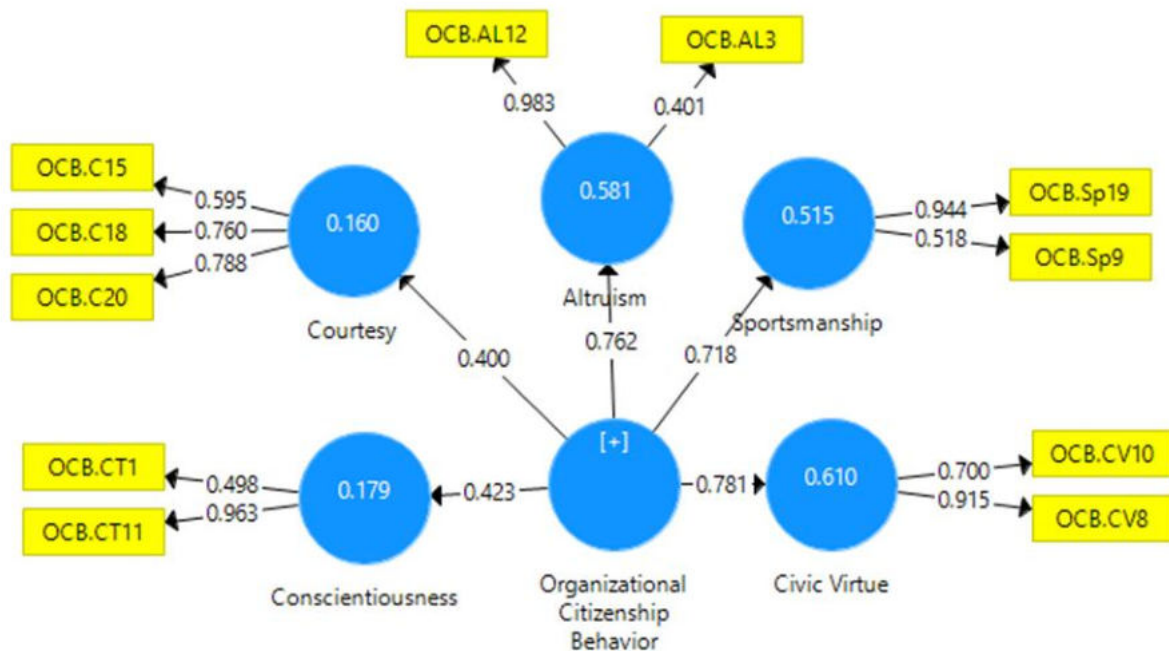 OCB.AL12
OCB.AL3
0.983
0.401
OCB.C15
OCB.C18
OCB.C20
0.595
0.760
0.788
0.160
Courtesy
0.581
Altruism
0.515
Sportsmanship
0.944
0.518
OCB.Sp19
OCB.Sp9
0.400
0.762
0.718
OCB.CT1
OCB.CT11
0.498
0.963
0.179
Conscientiousness
0.423
[+]
Organizational
Citizenship
Behavior
0.781
0.610
Civic Virtue
0.700
0.915
OCB.CV10
OCB.CV8